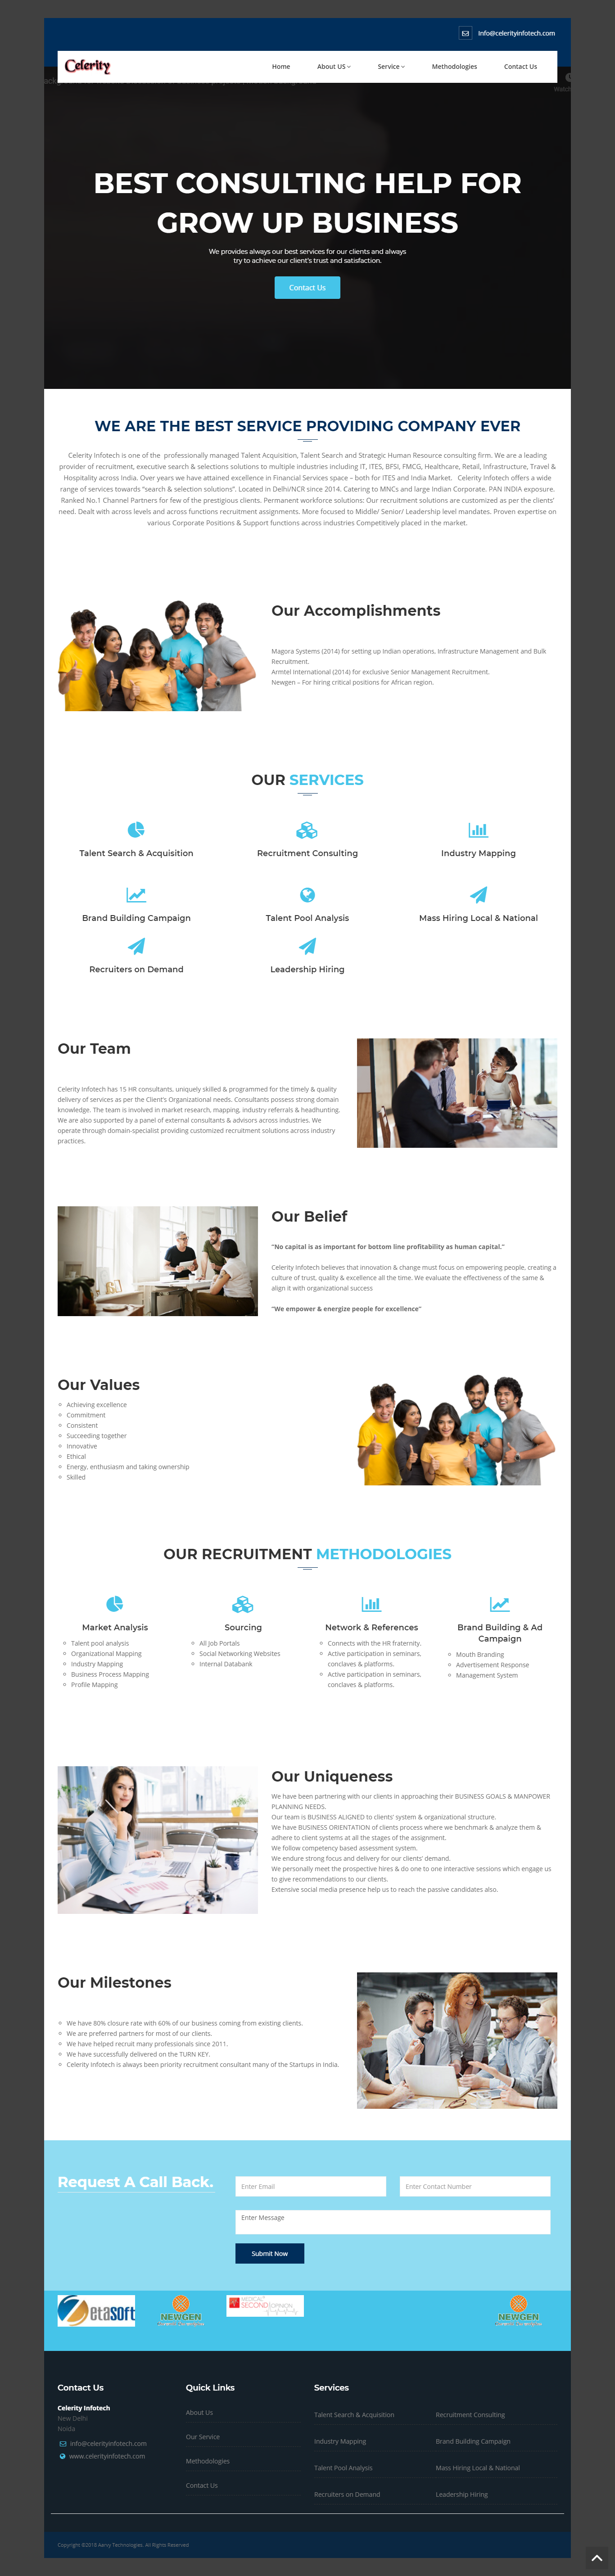 info@celerityinfotech.com
Celerity
Home
About US
Service
Methodologies
Contact Us
Watch
BEST CONSULTING HELP FOR
GROW UP BUSINESS
We provides always our best services for our clients and always
try to achieve our client's trust and satisfaction.
Contact Us
WE ARE THE BEST SERVICE PROVIDING COMPANY EVER
Celerity Infotech is one of the professionally managed Talent Acquisition, Talent Search and Strategic Human Resource consulting firm. We are a leading
provider of recruitment, executive search & selections solutions to multiple industries including IT, ITES, BFSI, FMCG, Healthcare, Retail, Infrastructure, Travel &
Hospitality across India. Over years we have attained excellence in Financial Services space – both for ITES and India Market. Celerity Infotech offers a wide
range of services towards "search & selection solutions". Located in Delhi/NCR since 2014. Catering to MNCs and large Indian Corporate. PAN INDIA exposure.
Ranked No.1 Channel Partners for few of the prestigious clients. Permanent workforce solutions: Our recruitment solutions are customized as per the clients'
need. Dealt with across levels and across functions recruitment assignments. More focused to Middle/ Senior/ Leadership level mandates. Proven expertise on
various Corporate Positions & Support functions across industries Competitively placed in the market.
Our Accomplishments
Magora Systems (2014) for setting up Indian operations, Infrastructure Management and Bulk
Recruitment.
Armtel International (2014) for exclusive Senior Management Recruitment.
Newgen – For hiring critical positions for African region.
OUR SERVICES
Talent Search & Acquisition
Recruitment Consulting
Industry Mapping
Brand Building Campaign
Talent Pool Analysis
Mass Hiring Local & National
Recruiters on Demand
Leadership Hiring
Our Team
Celerity Infotech has 15 HR consultants, uniquely skilled & programmed for the timely & quality
delivery of services as per the Client's Organizational needs. Consultants possess strong domain
knowledge. The team is involved in market research, mapping, industry referrals & headhunting.
We are also supported by a panel of external consultants & advisors across industries. We
operate through domain-specialist providing customized recruitment solutions across industry
practices.
Our Belief
"No capital is as important for bottom line profitability as human capital."
Celerity Infotech believes that innovation & change must focus on empowering people, creating a
culture of trust, quality & excellence all the time. We evaluate the effectiveness of the same &
align it with organizational success
"We empower & energize people for excellence"
Our Values
Achieving excellence
Commitment
Consistent
Succeeding together
Innovative
Ethical
Energy, enthusiasm and taking ownership
Skilled
OUR RECRUITMENT METHODOLOGIES
Market Analysis
Talent pool analysis
Organizational Mapping
Industry Mapping
Business Process Mapping
Profile Mapping
Sourcing
All Job Portals
Social Networking Websites
Internal Databank
Network & References
Connects with the HR fraternity.
Active participation in seminars,
conclaves & platforms.
Active participation in seminars,
conclaves & platforms.
Brand Building & Ad
Campaign
Mouth Branding
Advertisement Response
Management System
Our Uniqueness
We have been partnering with our clients in approaching their BUSINESS GOALS & MANPOWER
PLANNING NEEDS.
Our team is BUSINESS ALIGNED to clients' system & organizational structure.
We have BUSINESS ORIENTATION of clients process where we benchmark & analyze them &
adhere to client systems at all the stages of the assignment.
We follow competency based assessment system.
We endure strong focus and delivery for our clients' demand.
We personally meet the prospective hires & do one to one interactive sessions which engage us
to give recommendations to our clients.
Extensive social media presence help us to reach the passive candidates also.
Our Milestones
We have 80% closure rate with 60% of our business coming from existing clients.
We are preferred partners for most of our clients.
We have helped recruit many professionals since 2011.
We have successfully delivered on the TURN KEY.
Celerity Infotech is always been priority recruitment consultant many of the Startups in India.
Request A Call Back.
Enter Email
Enter Contact Number
Enter Message
Submit Now
etasoft
NEWGEN
MEDICAL
SECOND OPINION
NEWGEN
Contact Us
Celerity Infotech
New Delhi
Noida
info@celerityinfotech.com
www.celerityinfotech.com
Quick Links
About Us
Our Service
Methodologies
Contact Us
Services
Talent Search & Acquisition
Recruitment Consulting
Industry Mapping
Brand Building Campaign
Talent Pool Analysis
Mass Hiring Local & National
Recruiters on Demand
Leadership Hiring
Copyright ©2019 Aarvy Technologies. All Rights Reserved